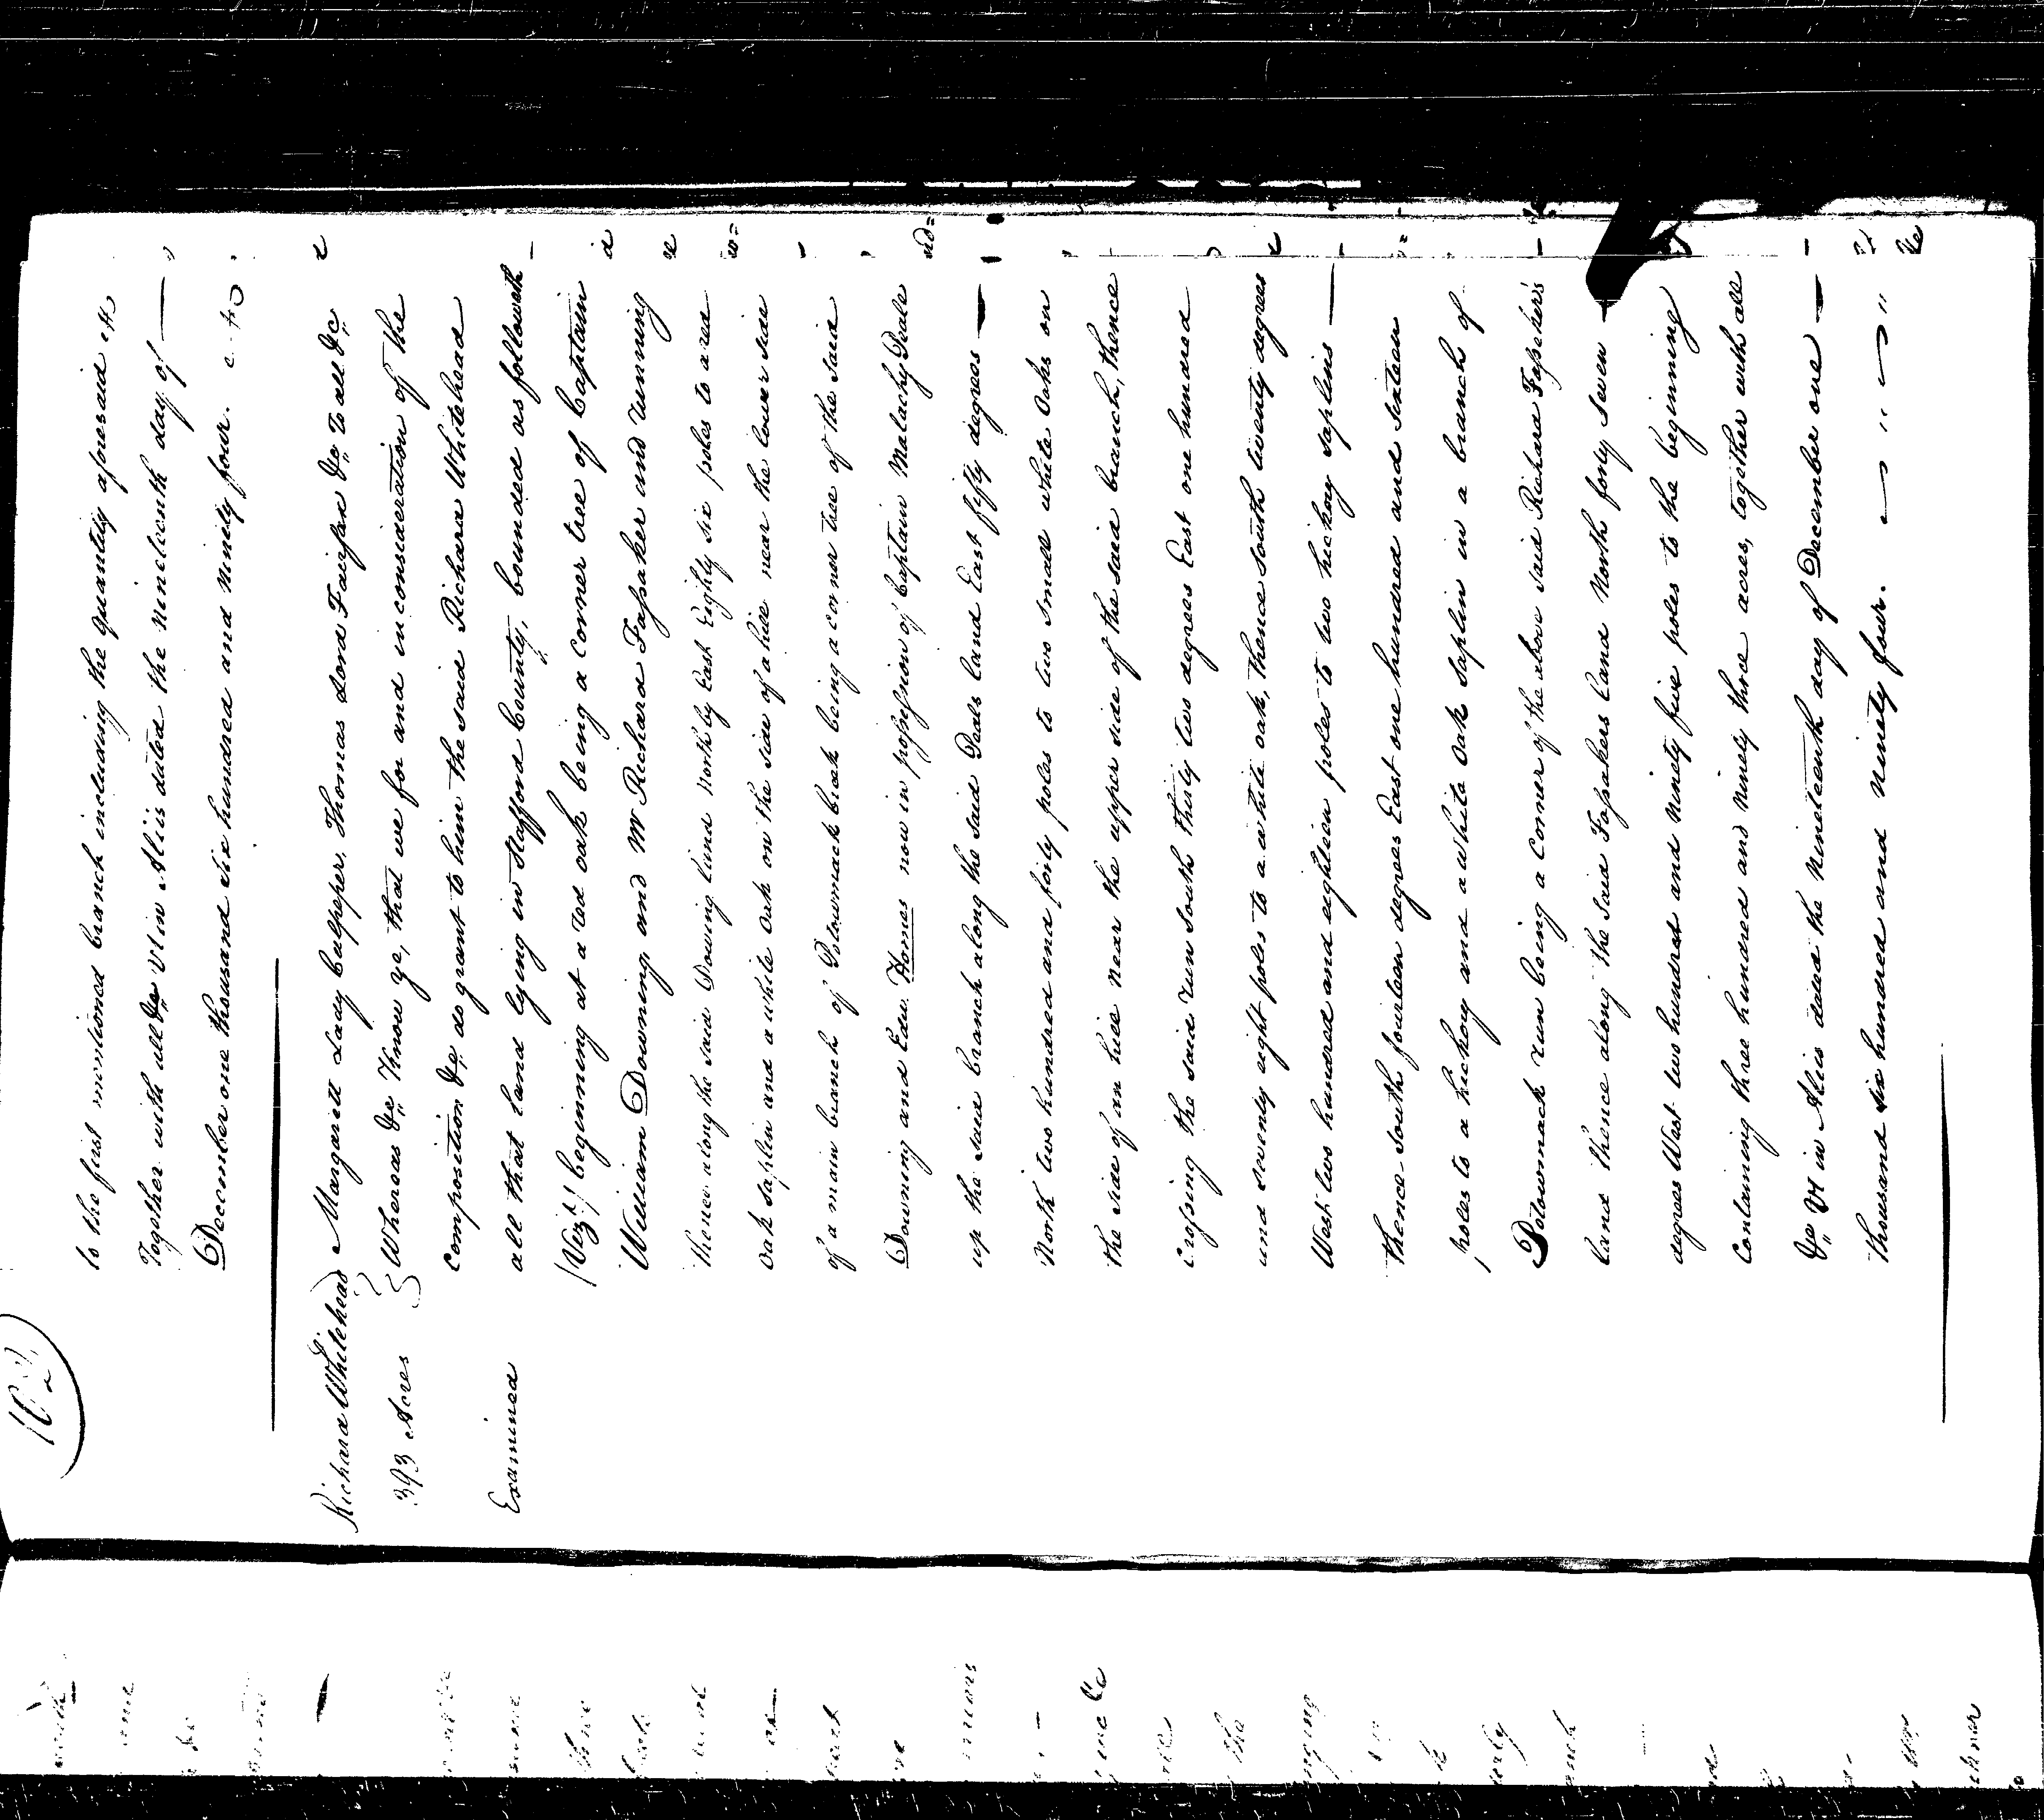 102
to the first mentioned branch including the quantity aforesaid &c
Together with all &c Ut in Aliis dated the nineteenth day of —
December one thousand Six hundred and Ninety four.
Richard Whitehead
393 Acres
Examined
Margarett Lady Culpeper, Thomas Lord Fairfax &c To all &c
Whereas &c Know ye, that we for and in consideration of the
Composition &c do grant to him the said Richard Whitehead
all that land lying in Stafford County, bounded as followeth
(Vizt) beginning at a red oak being a Corner tree of Captain
William Downing, and Mr Richard Fossaker and running
thence along the said Downing Land North by East Eighty six poles to a red
Oak saplin and a white Oak on the side of a hill near the lower side
of a main branch of Potowmack Creek being a corner tree of the said
Downing and Edw. Homes now in possession of Captain Malachy Peale
up the said branch along the said Peals Land East fifty degrees —
North two hundred and forty poles to two small white Oaks on
the side of an hill near the upper side of the said branch, thence
Crossing the said run South thirty two degrees East one hundred
and seventy eight poles to a white oak, thence South twenty degrees
West two hundred and eighteen poles to two hickory saplins —
thence South fourteen degrees East one hundred and sixteen
poles to a hickory and a white Oak saplin in a branch of
Potowmack run being a Corner of the above said Richard Fossaker's
land thence along the said Fossakers Land North forty seven —
degrees West two hundred and ninety five poles to the beginning
Containing three hundred and ninety three acres, together with all
&c Ut in Aliis dated the Nineteenth day of December one —
thousand six hundred and ninety four.